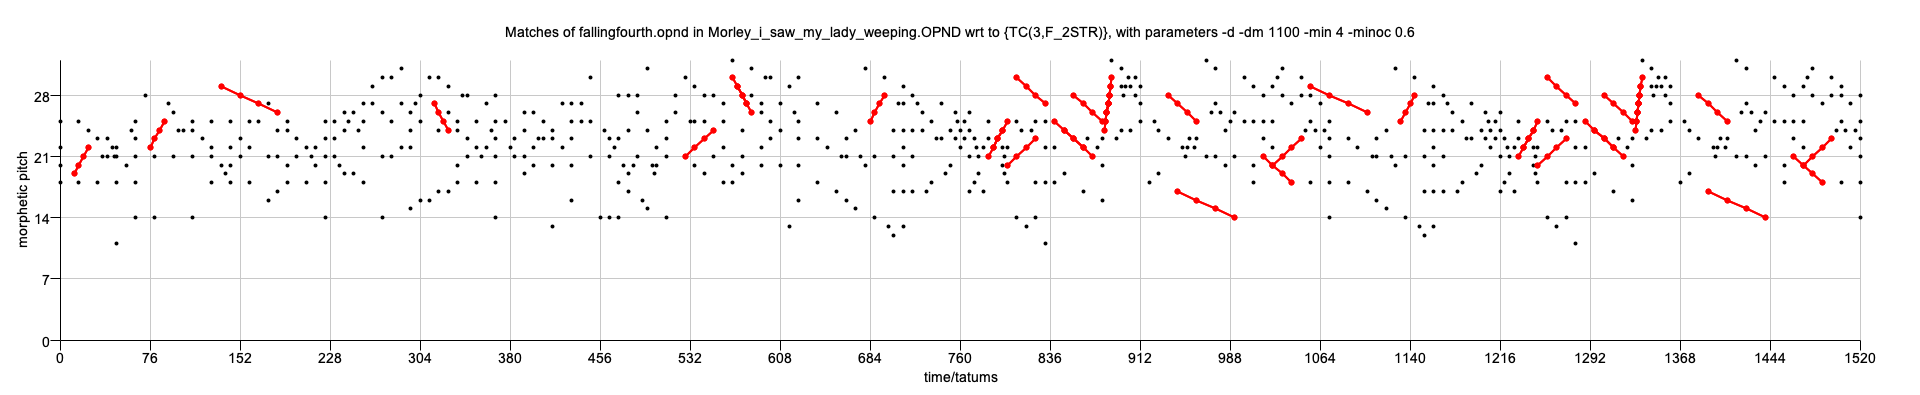 Matches of fallingfourth.opnd in Morley_i_saw_my_lady_weeping.OPND wrt to {TC(3,F_2STR)}, with parameters -d -dm 1100 -min 4 -minoc 0.6
morphetic pitch
28
21
14
7
0
0 76 152 228 304 380 456 532 608 684 760 836 912 988 1064 1140 1216 1292 1368 1444 1520
time/tatums